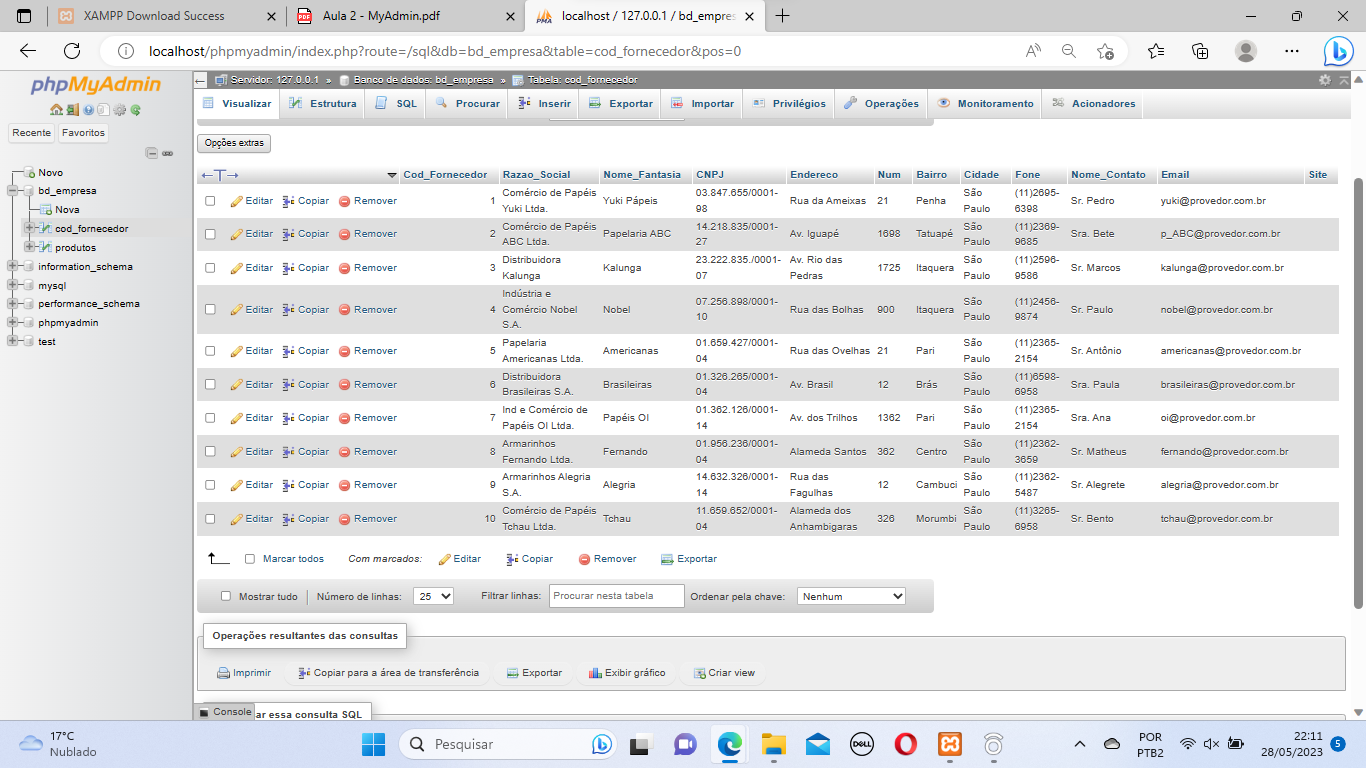 XAMPP Download Success
Aula 2 - MyAdmin.pdf
localhost / 127.0.0.1 / bd_empres
localhost/phpmyadmin/index.php?route=/sql&db=bd_empresa&table=cod_fornecedor&pos=0
phpMyAdmin
Recente Favoritos
Novo
bd_empresa
Nova
cod_fornecedor
produtos
information_schema
mysql
performance_schema
phpmyadmin
test
Servidor: 127.0.0.1 » Banco de dados: bd_empresa » Tabela: cod_fornecedor
Visualizar Estrutura SQL Procurar Inserir Exportar Importar Privilégios Operações Monitoramento Acionadores
Opções extras
←T→ Cod_Fornecedor Razao_Social Nome_Fantasia CNPJ Endereco Num Bairro Cidade Fone Nome_Contato Email Site
Editar Copiar Remover 1 Comércio de Papéis Yuki Ltda. Yuki Pápeis 03.847.655/0001-98 Rua da Ameixas 21 Penha São Paulo (11)2695-6398 Sr. Pedro yuki@provedor.com.br
Editar Copiar Remover 2 Comércio de Papéis ABC Ltda. Papelaria ABC 14.218.835/0001-27 Av. Iguapé 1698 Tatuapé São Paulo (11)2369-9685 Sra. Bete p_ABC@provedor.com.br
Editar Copiar Remover 3 Distribuidora Kalunga Kalunga 23.222.835./0001-07 Av. Rio das Pedras 1725 Itaquera São Paulo (11)2596-9586 Sr. Marcos kalunga@provedor.com.br
Editar Copiar Remover 4 Indústria e Comércio Nobel S.A. Nobel 07.256.898/0001-10 Rua das Bolhas 900 Itaquera São Paulo (11)2456-9874 Sr. Paulo nobel@provedor.com.br
Editar Copiar Remover 5 Papelaria Americanas Ltda. Americanas 01.659.427/0001-04 Rua das Ovelhas 21 Pari São Paulo (11)2365-2154 Sr. Antônio americanas@provedor.com.br
Editar Copiar Remover 6 Distribuidora Brasileiras S.A. Brasileiras 01.326.265/0001-04 Av. Brasil 12 Brás São Paulo (11)6598-6958 Sra. Paula brasileiras@provedor.com.br
Editar Copiar Remover 7 Ind e Comércio de Papéis OI Ltda. Papéis OI 01.362.126/0001-14 Av. dos Trilhos 1362 Pari São Paulo (11)2365-2154 Sra. Ana oi@provedor.com.br
Editar Copiar Remover 8 Armarinhos Fernando Ltda. Fernando 01.956.236/0001-04 Alameda Santos 362 Centro São Paulo (11)2362-3659 Sr. Matheus fernando@provedor.com.br
Editar Copiar Remover 9 Armarinhos Alegria S.A. Alegria 14.632.326/0001-14 Rua das Fagulhas 12 Cambuci São Paulo (11)2362-5487 Sr. Alegrete alegria@provedor.com.br
Editar Copiar Remover 10 Comércio de Papéis Tchau Ltda. Tchau 11.659.652/0001-04 Alameda dos Anhambigaras 326 Morumbi São Paulo (11)3265-6958 Sr. Bento tchau@provedor.com.br
Marcar todos Com marcados: Editar Copiar Remover Exportar
Mostrar tudo Número de linhas: 25 Filtrar linhas: Procurar nesta tabela Ordenar pela chave: Nenhum
Operações resultantes das consultas
Imprimir Copiar para a área de transferência Exportar Exibir gráfico Criar view
Console ar essa consulta SQL
17°C
Nublado
Pesquisar
DELL
POR
PTB2
22:11
28/05/2023
5